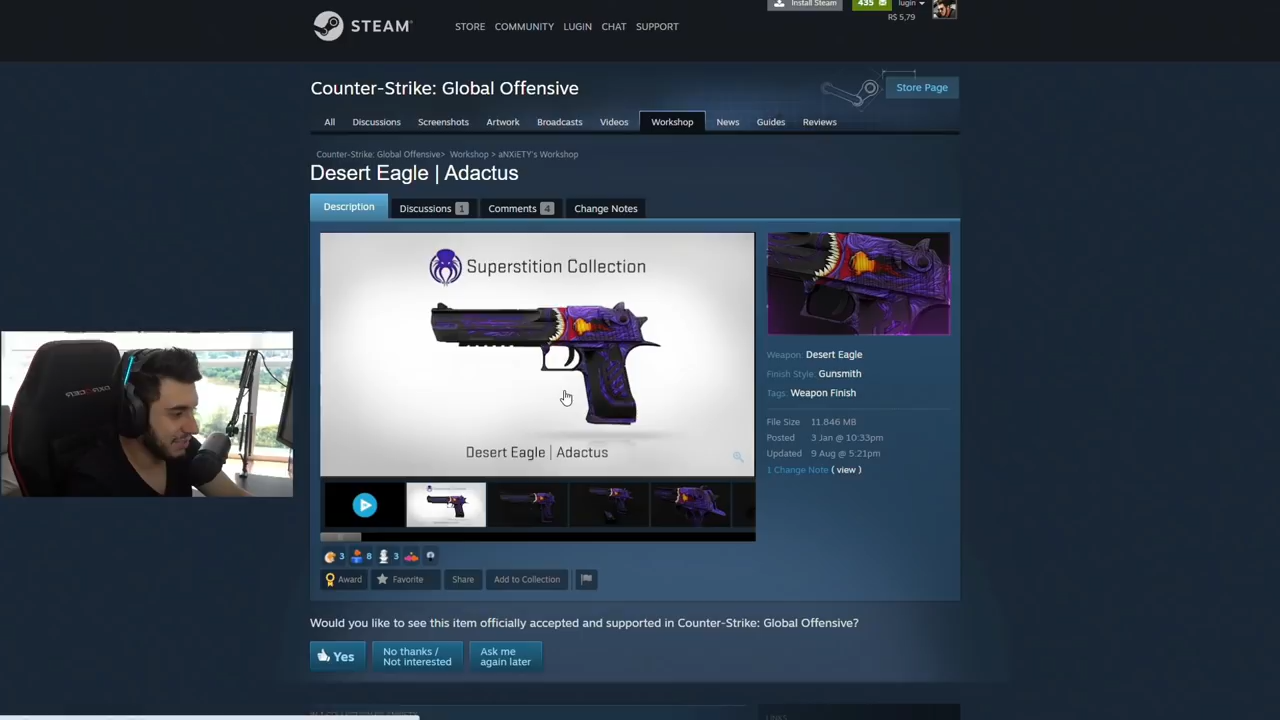 Install Steam
435
lugin
R$ 5,79
STEAM
STORE COMMUNITY LUGIN CHAT SUPPORT
Counter-Strike: Global Offensive
Store Page
All Discussions Screenshots Artwork Broadcasts Videos Workshop News Guides Reviews
Counter-Strike: Global Offensive> Workshop > aNXiETY's Workshop
Desert Eagle | Adactus
Description Discussions 1 Comments 4 Change Notes
Superstition Collection
Desert Eagle | Adactus
Weapon: Desert Eagle
Finish Style: Gunsmith
Tags: Weapon Finish
File Size 11.846 MB
Posted 3 Jan @ 10:33pm
Updated 9 Aug @ 5:21pm
1 Change Note ( view )
3 8 3
Award Favorite Share Add to Collection
Would you like to see this item officially accepted and supported in Counter-Strike: Global Offensive?
Yes
No thanks /
Not interested
Ask me
again later